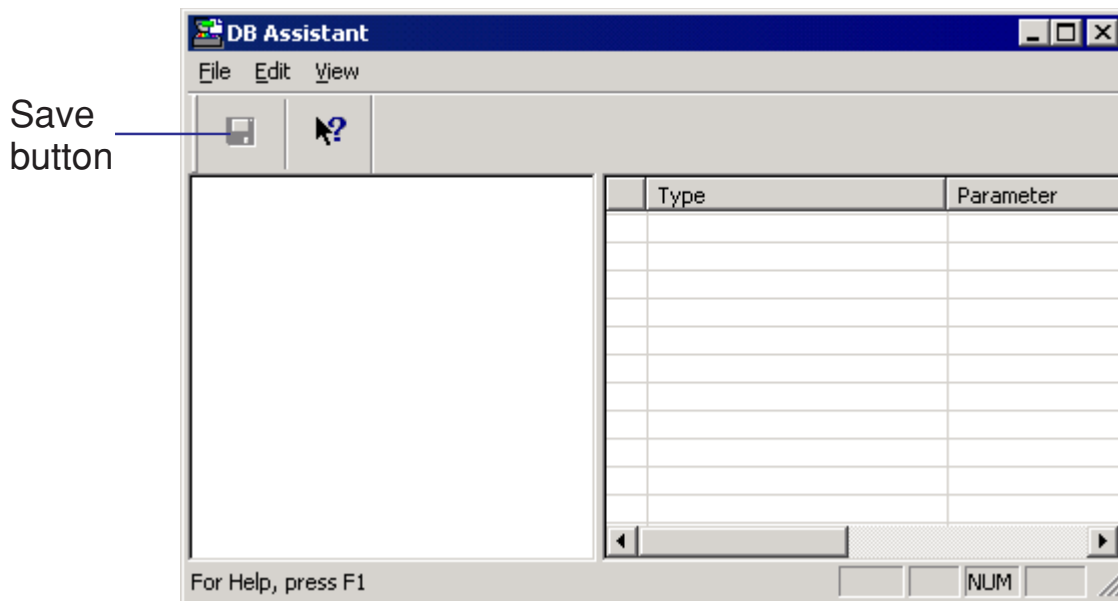 DB Assistant
File Edit View
Save
button
?
Type Parameter
For Help, press F1
NUM